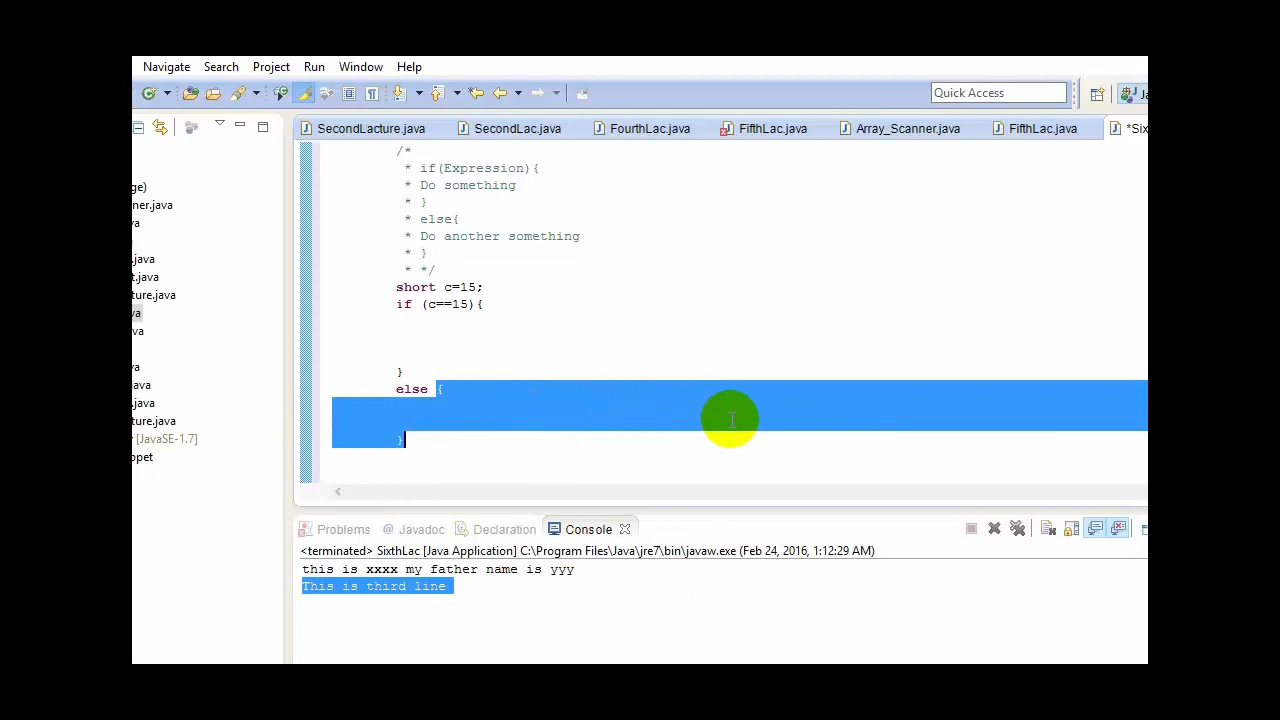 Navigate Search Project Run Window Help
Quick Access
SecondLacture.java SecondLac.java FourthLac.java FifthLac.java Array_Scanner.java FifthLac.java *Six
/*
* if(Expression){
* Do something
* }
* else{
* Do another something
* }
* */
short c=15;
if (c==15){
}
else {
}
ge)
ner.java
va
.java
t.java
ture.java
va
va
va
da.java
.java
ture.java
[JavaSE-1.7]
ppet
Problems @ Javadoc Declaration Console
<terminated> SixthLac [Java Application] C:\Program Files\Java\jre7\bin\javaw.exe (Feb 24, 2016, 1:12:29 AM)
this is xxxx my father name is yyy
This is third line